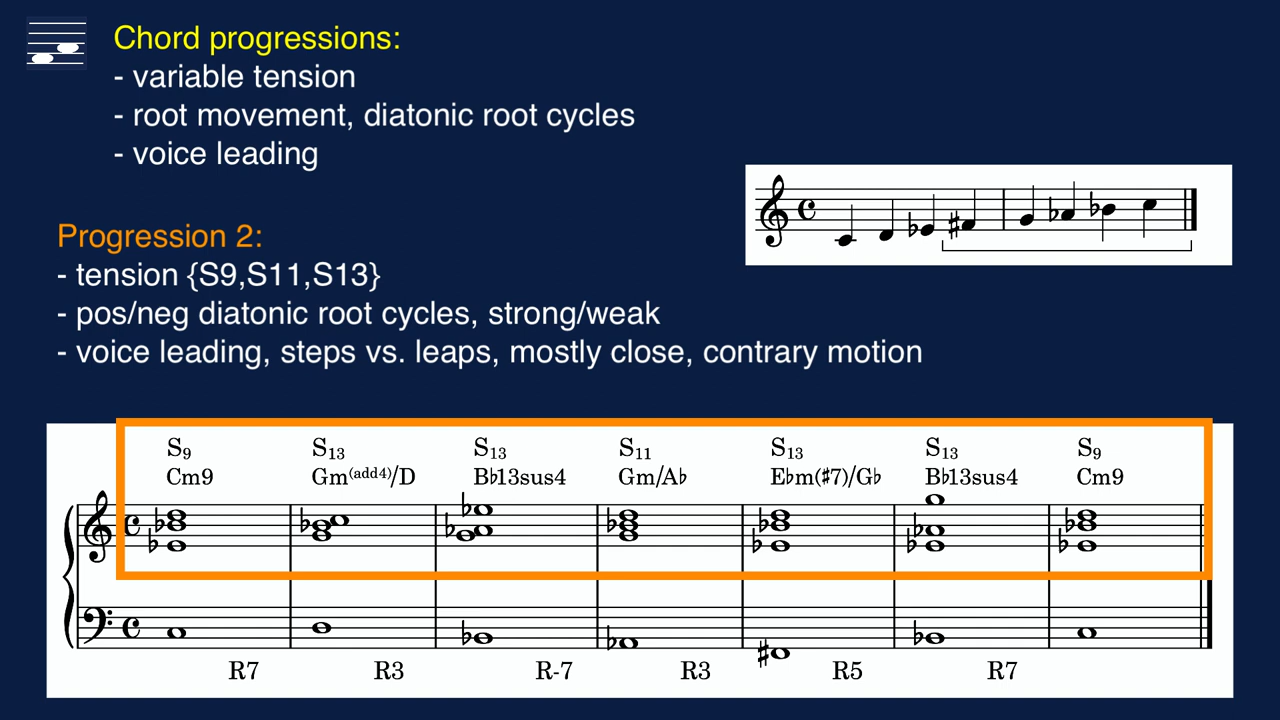 Chord progressions:
- variable tension
- root movement, diatonic root cycles
- voice leading
Progression 2:
- tension {S9,S11,S13}
- pos/neg diatonic root cycles, strong/weak
- voice leading, steps vs. leaps, mostly close, contrary motion
S₉ S₁₃ S₁₃ S₁₁ S₁₃ S₁₃ S₉
Cm9 Gm(add4)/D B♭13sus4 Gm/A♭ E♭m(♯7)/G♭ B♭13sus4 Cm9
R7 R3 R-7 R3 R5 R7